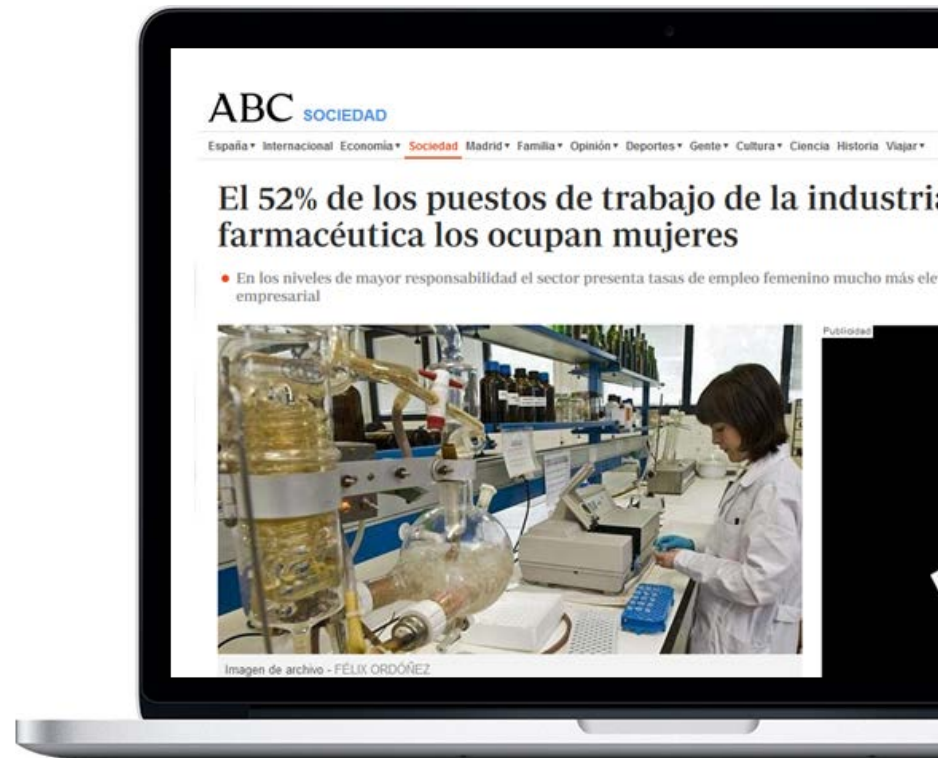 ABC SOCIEDAD
España Internacional Economía Sociedad Madrid Familia Opinión Deportes Gente Cultura Ciencia Historia Viajar
El 52% de los puestos de trabajo de la industria
farmacéutica los ocupan mujeres
En los niveles de mayor responsabilidad el sector presenta tasas de empleo femenino mucho más ele
empresarial
Publicidad
Imagen de archivo - FÉLIX ORDÓÑEZ